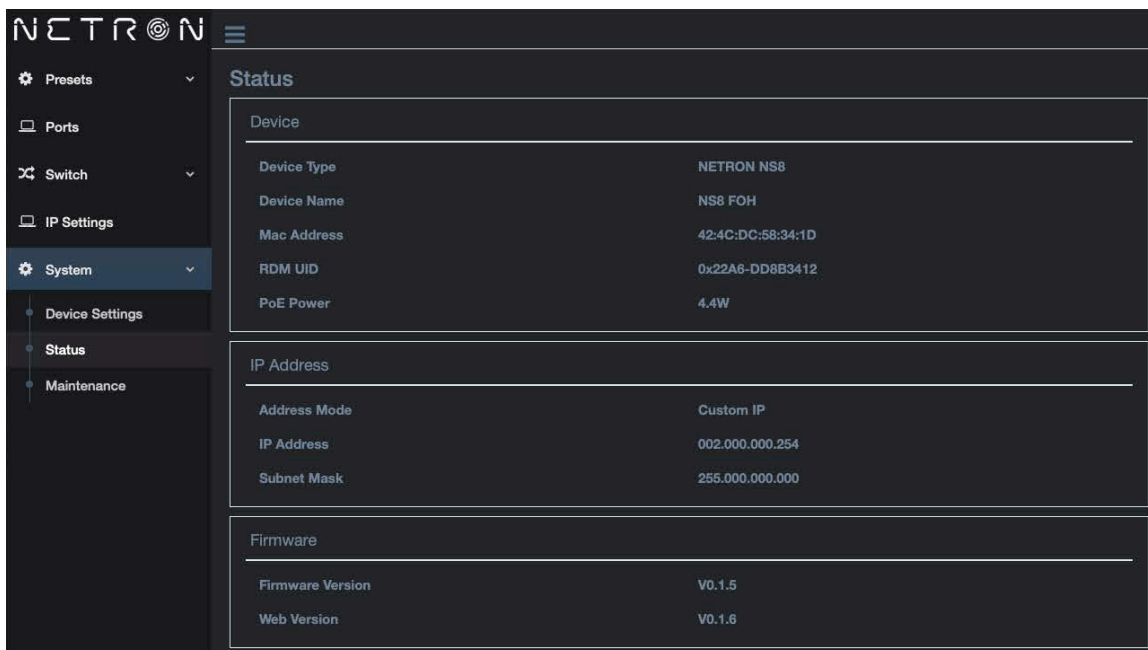 NETRON
Presets
Ports
Switch
IP Settings
System
Device Settings
Status
Maintenance
Status
Device
Device Type NETRON NS8
Device Name NS8 FOH
Mac Address 42:4C:DC:58:34:1D
RDM UID 0x22A6-DD8B3412
PoE Power 4.4W
IP Address
Address Mode Custom IP
IP Address 002.000.000.254
Subnet Mask 255.000.000.000
Firmware
Firmware Version V0.1.5
Web Version V0.1.6